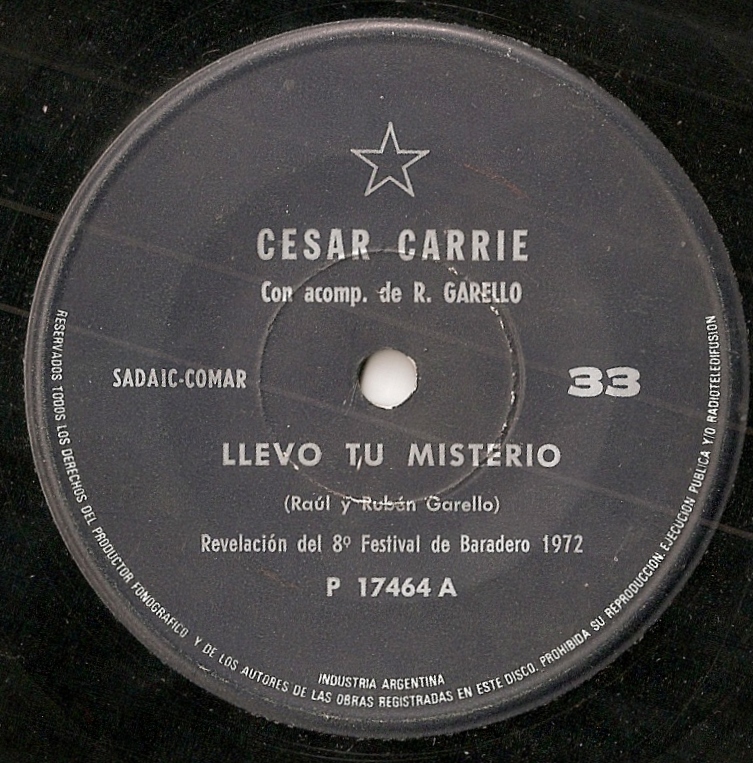 CESAR CARRIE
Con acomp. de R. GARELLO
SADAIC-COMAR
33
LLEVO TU MISTERIO
(Raúl y Rubén Garello)
Revelación del 8º Festival de Baradero 1972
P 17464 A
INDUSTRIA ARGENTINA
RESERVADOS TODOS LOS DERECHOS DEL PRODUCTOR FONOGRAFICO Y DE LOS AUTORES DE LAS OBRAS REGISTRADAS EN ESTE DISCO. PROHIBIDA SU REPRODUCCION. EJECUCION PUBLICA Y/O RADIOTELEDIFUSION